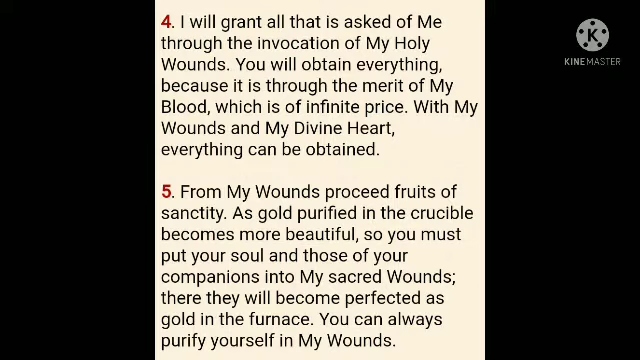 4. I will grant all that is asked of Me
through the invocation of My Holy
Wounds. You will obtain everything,
because it is through the merit of My
Blood, which is of infinite price. With My
Wounds and My Divine Heart,
everything can be obtained.
5. From My Wounds proceed fruits of
sanctity. As gold purified in the crucible
becomes more beautiful, so you must
put your soul and those of your
companions into My sacred Wounds;
there they will become perfected as
gold in the furnace. You can always
purify yourself in My Wounds.
K
KINEMASTER